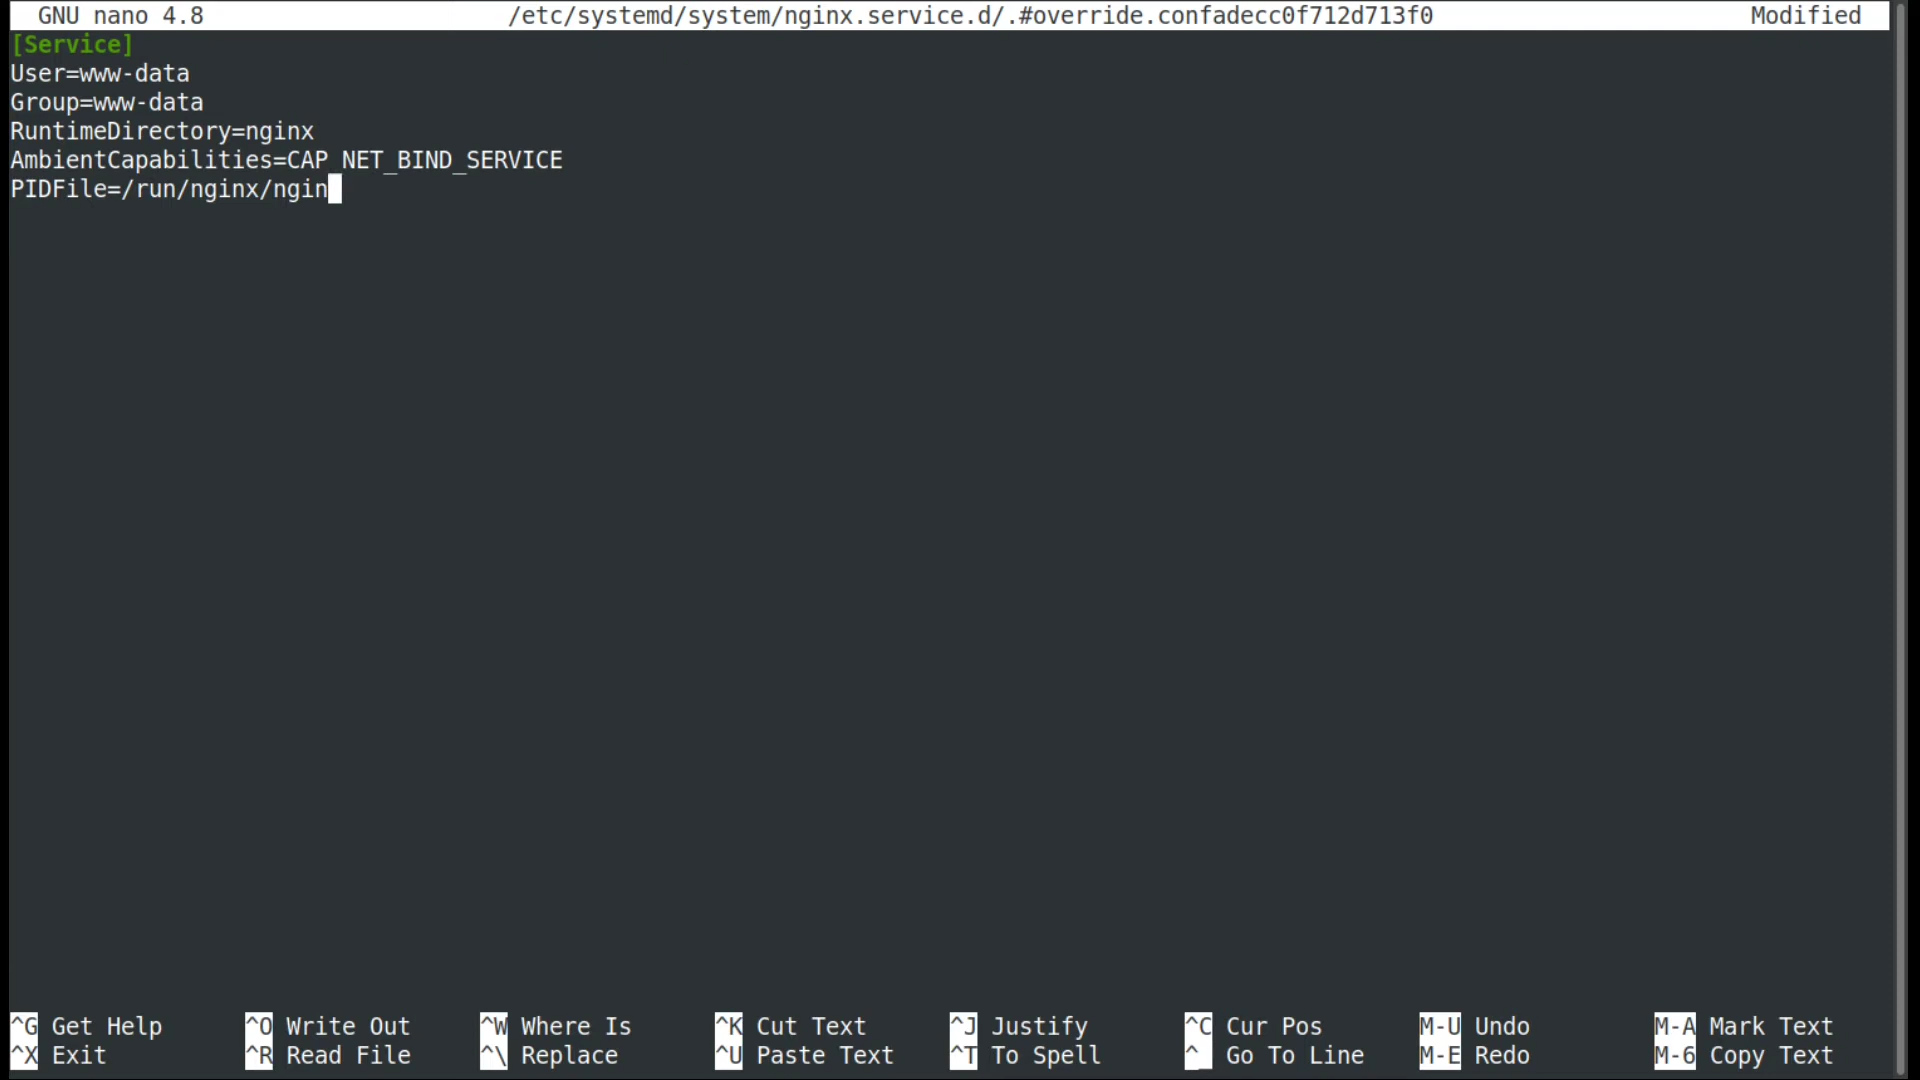 GNU nano 4.8 /etc/systemd/system/nginx.service.d/.#override.confadecc0f712d713f0 Modified
[Service]
User=www-data
Group=www-data
RuntimeDirectory=nginx
AmbientCapabilities=CAP_NET_BIND_SERVICE
PIDFile=/run/nginx/ngin
^G Get Help ^O Write Out ^W Where Is ^K Cut Text ^J Justify ^C Cur Pos M-U Undo M-A Mark Text
^X Exit ^R Read File ^\ Replace ^U Paste Text ^T To Spell ^_ Go To Line M-E Redo M-6 Copy Text